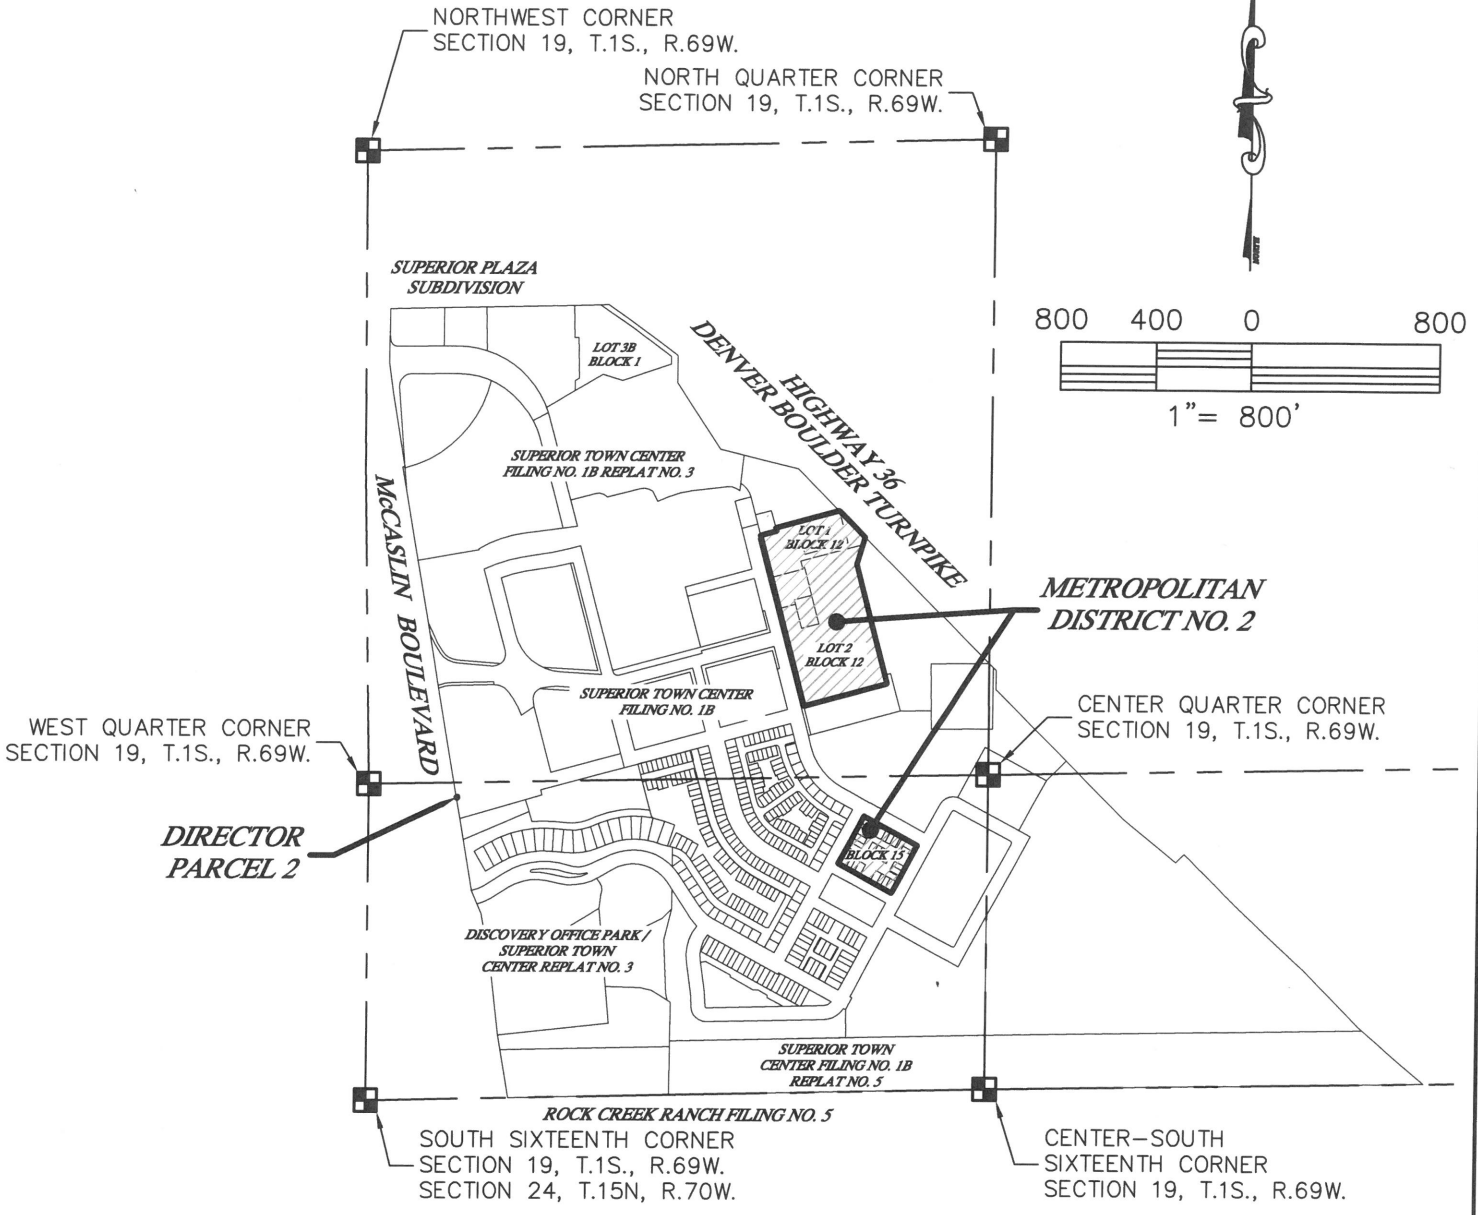 NORTHWEST CORNER
SECTION 19, T.1S., R.69W.
NORTH QUARTER CORNER
SECTION 19, T.1S., R.69W.
SUPERIOR PLAZA
SUBDIVISION
LOT 3B
BLOCK 1
HIGHWAY 36
DENVER BOULDER TURNPIKE
800 400 0 800
1"= 800'
SUPERIOR TOWN CENTER
FILING NO. 1B REPLAT NO. 3
McCASLIN BOULEVARD
LOT 1
BLOCK 12
METROPOLITAN
DISTRICT NO. 2
LOT 2
BLOCK 12
SUPERIOR TOWN CENTER
FILING NO. 1B
WEST QUARTER CORNER
SECTION 19, T.1S., R.69W.
CENTER QUARTER CORNER
SECTION 19, T.1S., R.69W.
DIRECTOR
PARCEL 2
BLOCK 15
DISCOVERY OFFICE PARK /
SUPERIOR TOWN
CENTER REPLAT NO. 3
SUPERIOR TOWN
CENTER FILING NO. 1B
REPLAT NO. 5
ROCK CREEK RANCH FILING NO. 5
SOUTH SIXTEENTH CORNER
SECTION 19, T.1S., R.69W.
SECTION 24, T.15N, R.70W.
CENTER-SOUTH
SIXTEENTH CORNER
SECTION 19, T.1S., R.69W.